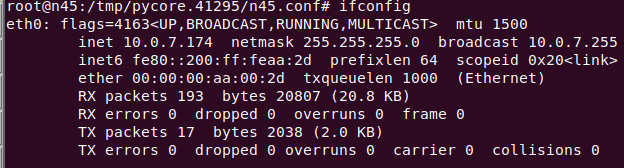 root@n45:/tmp/pycore.41295/n45.conf# ifconfig
eth0: flags=4163<UP,BROADCAST,RUNNING,MULTICAST>  mtu 1500
        inet 10.0.7.174  netmask 255.255.255.0  broadcast 10.0.7.255
        inet6 fe80::200:ff:feaa:2d  prefixlen 64  scopeid 0x20<link>
        ether 00:00:00:aa:00:2d  txqueuelen 1000  (Ethernet)
        RX packets 193  bytes 20807 (20.8 KB)
        RX errors 0  dropped 0  overruns 0  frame 0
        TX packets 17  bytes 2038 (2.0 KB)
        TX errors 0  dropped 0 overruns 0  carrier 0  collisions 0